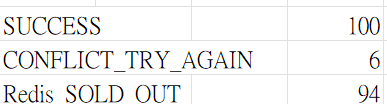 SUCCESS 100
CONFLICT_TRY_AGAIN 6
Redis SOLD OUT 94